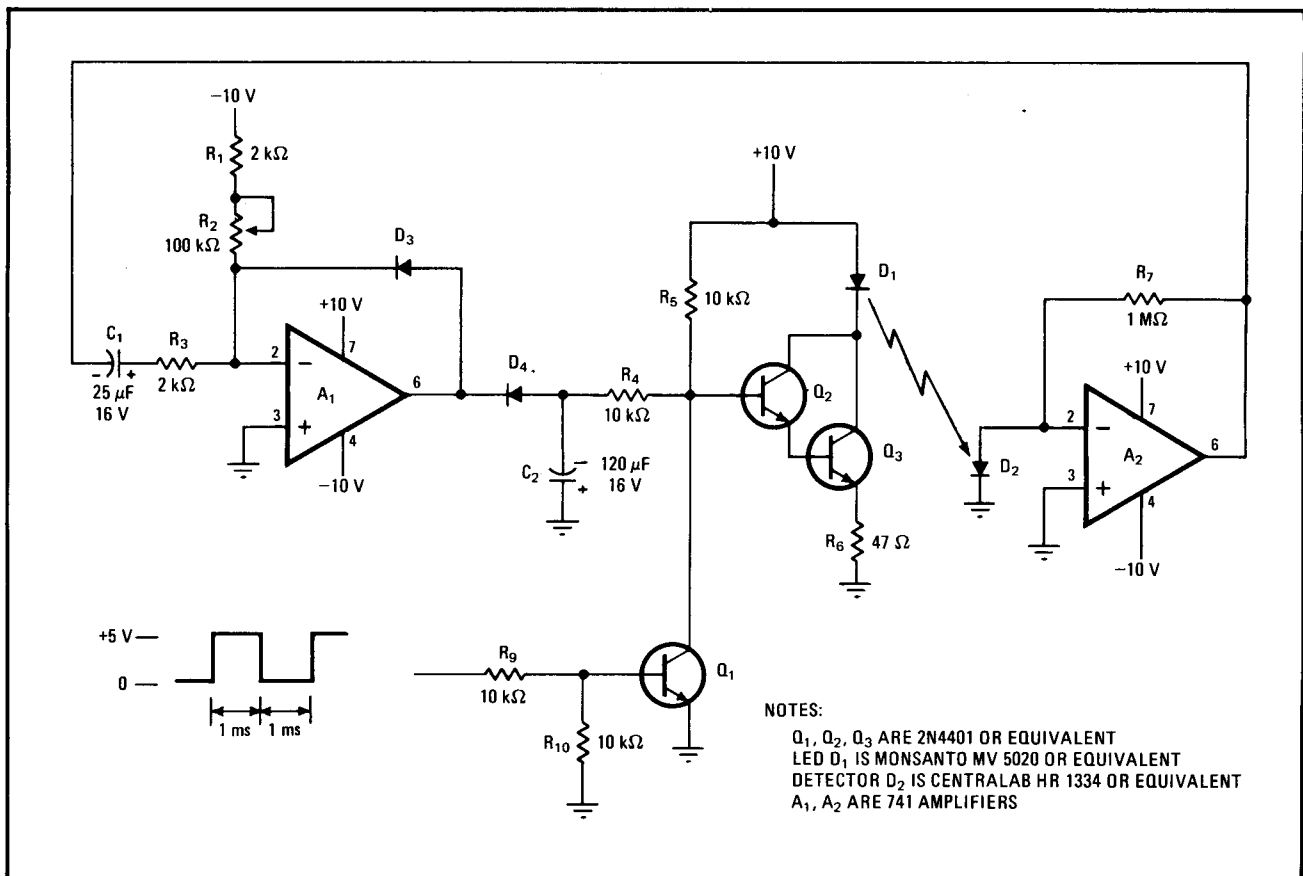 −10 V
R1 2 kΩ
R2
100 kΩ
D3
+10 V
C1
− +
25 μF
16 V
R3
2 kΩ
2 −
7
A1
6
3 +
4
−10 V
D4
R4
10 kΩ
C2
− 120 μF
+ 16 V
+10 V
R5 10 kΩ
D1
Q2
Q3
R6 47 Ω
D2
R7
1 MΩ
+10 V
2 −
7
A2
6
3 +
4
−10 V
+5 V
0
1 ms 1 ms
R9
10 kΩ
R10 10 kΩ
Q1
NOTES:
Q1, Q2, Q3 ARE 2N4401 OR EQUIVALENT
LED D1 IS MONSANTO MV 5020 OR EQUIVALENT
DETECTOR D2 IS CENTRALAB HR 1334 OR EQUIVALENT
A1, A2 ARE 741 AMPLIFIERS